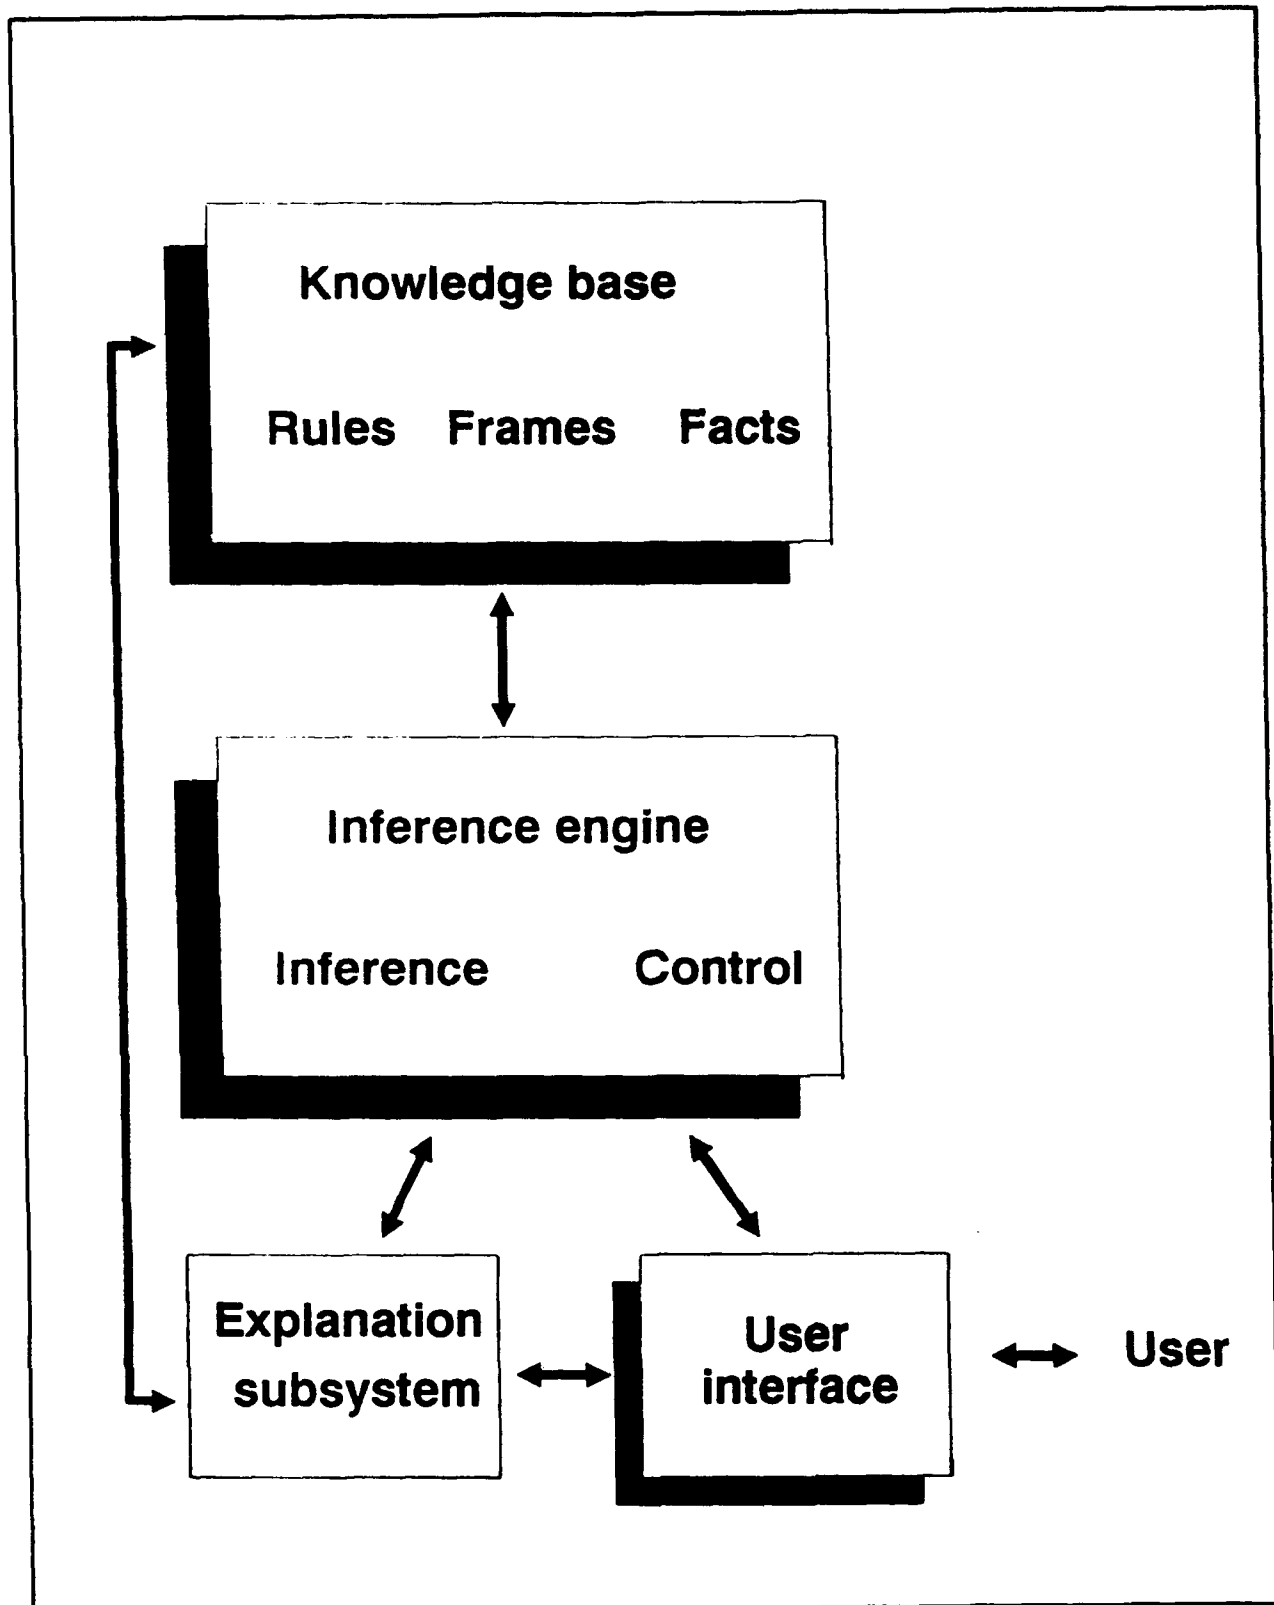 Knowledge base
Rules Frames Facts
Inference engine
Inference Control
Explanation
subsystem
User
interface
User